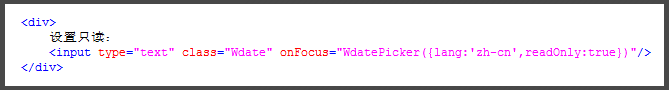 <div>
设置只读:
<input type="text" class="Wdate" onFocus="WdatePicker({lang:'zh-cn',readOnly:true})"/>
</div>